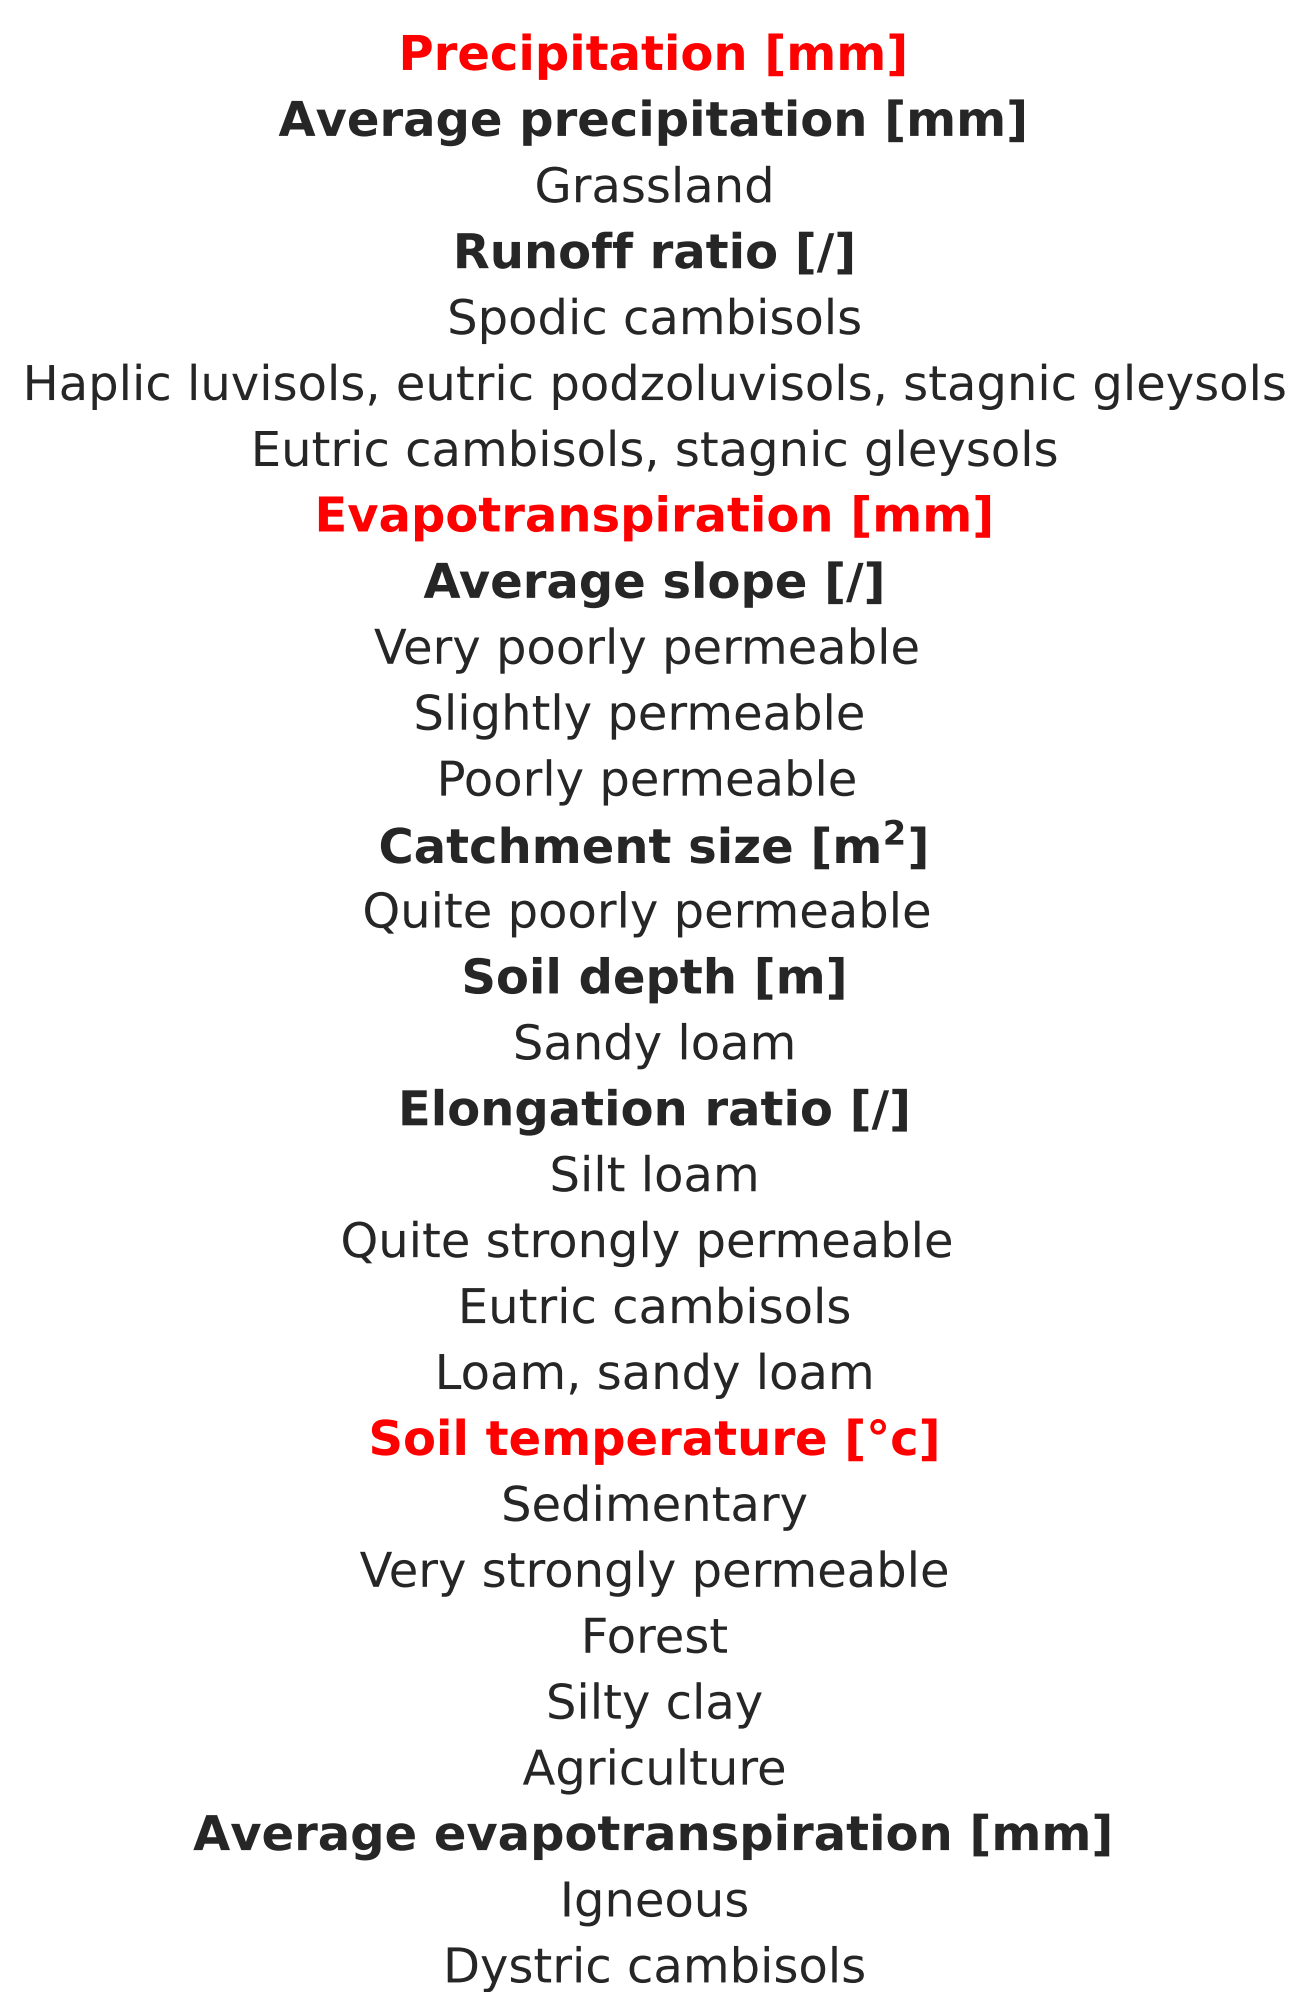 Precipitation [mm]
Average precipitation [mm]
Grassland
Runoff ratio [/]
Spodic cambisols
Haplic luvisols, eutric podzoluvisols, stagnic gleysols
Eutric cambisols, stagnic gleysols
Evapotranspiration [mm]
Average slope [/]
Very poorly permeable
Slightly permeable
Poorly permeable
Catchment size [m²]
Quite poorly permeable
Soil depth [m]
Sandy loam
Elongation ratio [/]
Silt loam
Quite strongly permeable
Eutric cambisols
Loam, sandy loam
Soil temperature [°c]
Sedimentary
Very strongly permeable
Forest
Silty clay
Agriculture
Average evapotranspiration [mm]
Igneous
Dystric cambisols